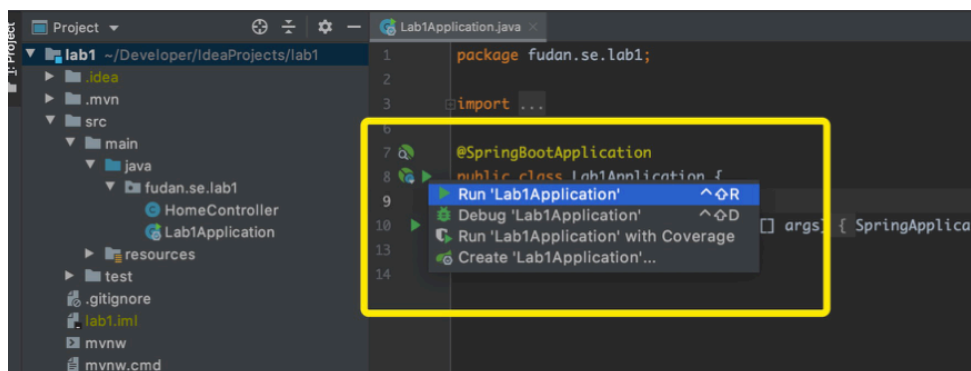 1: Project
Project
lab1 ~/Developer/IdeaProjects/lab1
.idea
.mvn
src
main
java
fudan.se.lab1
HomeController
Lab1Application
resources
test
.gitignore
lab1.iml
mvnw
mvnw.cmd
Lab1Application.java
1 package fudan.se.lab1;
2
3 import ...
6
7 @SpringBootApplication
8 public class Lab1Application {
9
10 [] args) { SpringApplica
13
14
Run 'Lab1Application' ^⇧R
Debug 'Lab1Application' ^⇧D
Run 'Lab1Application' with Coverage
Create 'Lab1Application'...